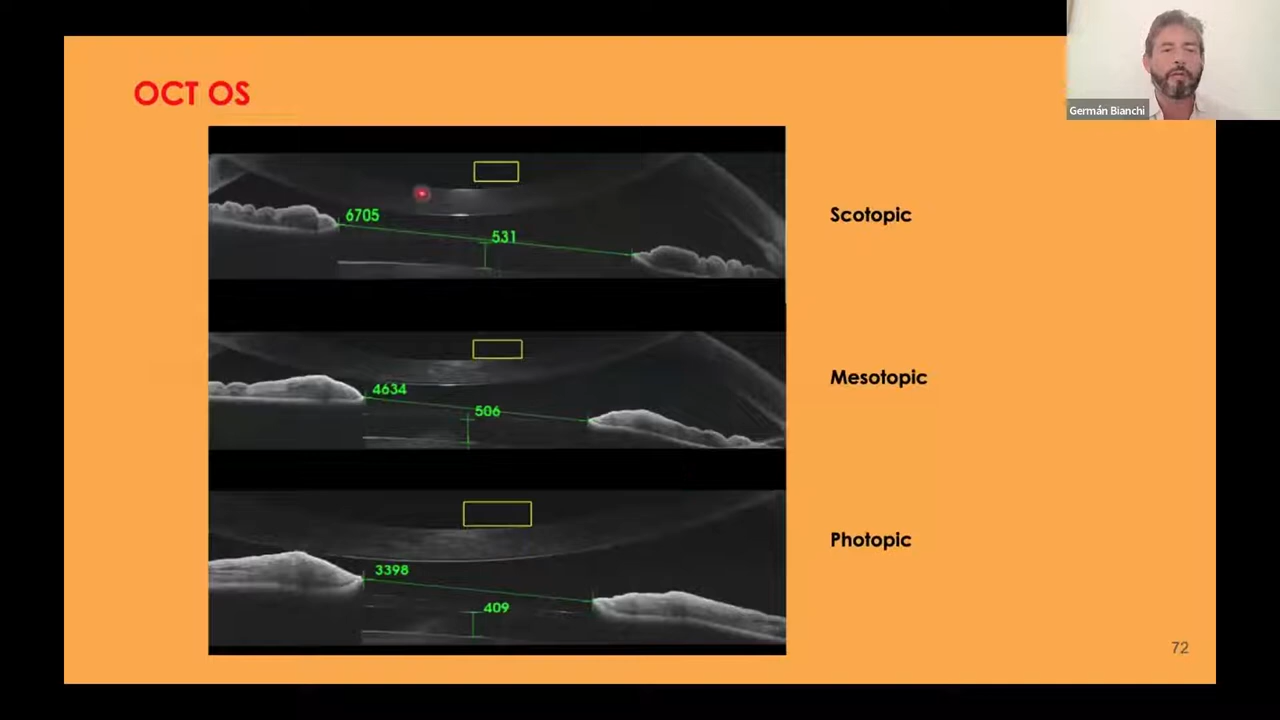 OCT OS
Germán Bianchi
6705
531
Scotopic
4634
506
Mesotopic
3398
409
Photopic
72